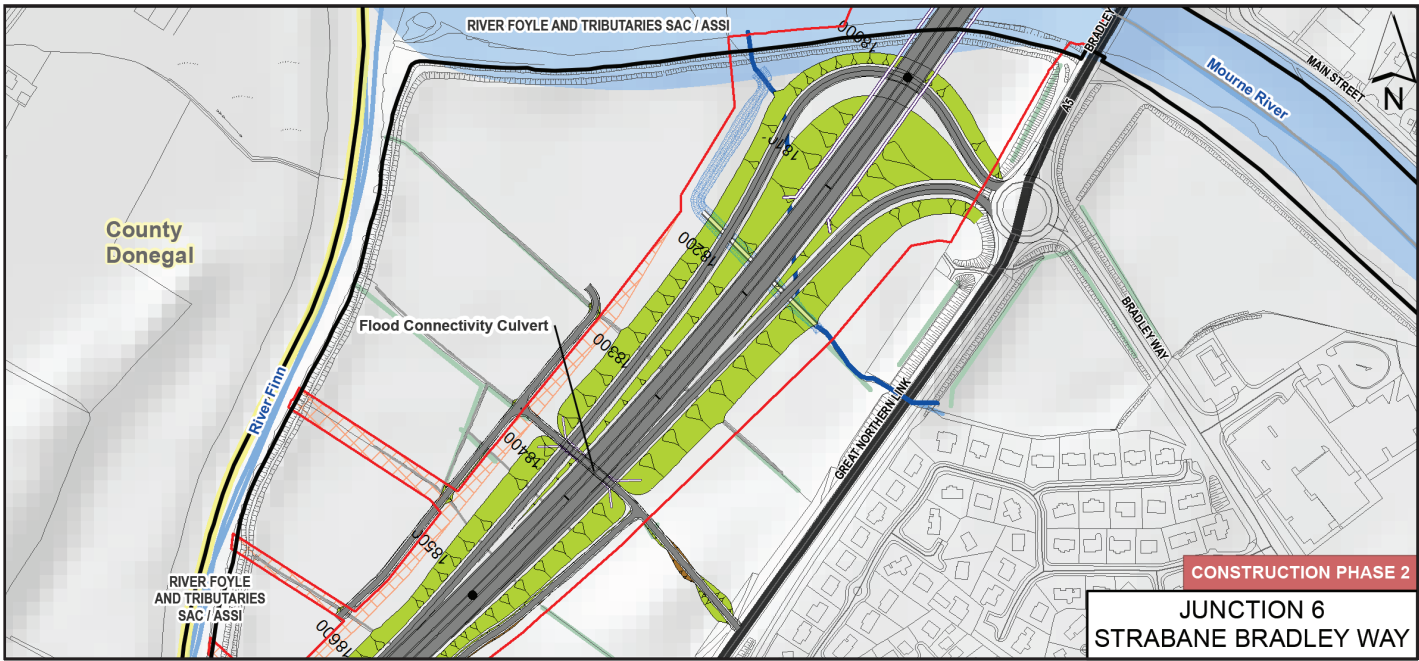 RIVER FOYLE AND TRIBUTARIES SAC / ASSI
18000
BRADLEY
MAIN STREET
Mourne River
N
A5
County
Donegal
18200
BRADLEY WAY
Flood Connectivity Culvert
18300
River Finn
GREAT NORTHERN LINK
18400
18500
RIVER FOYLE
AND TRIBUTARIES
SAC / ASSI
18600
CONSTRUCTION PHASE 2
JUNCTION 6
STRABANE BRADLEY WAY